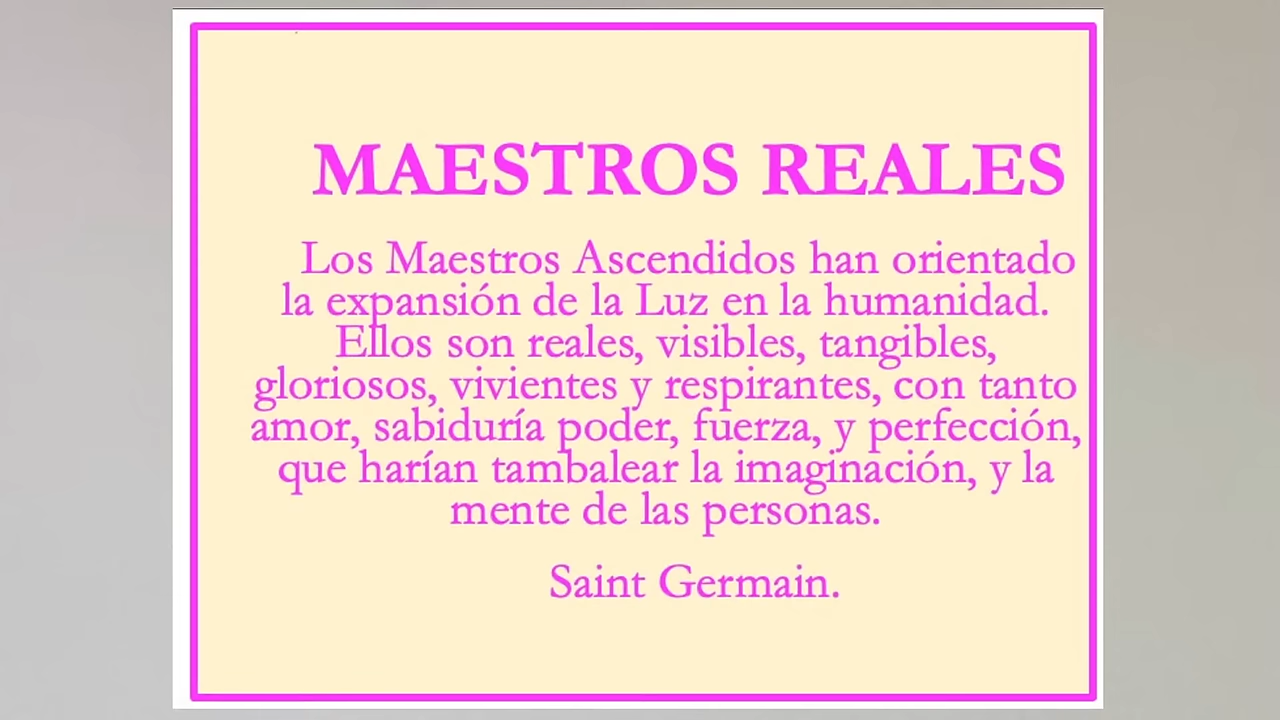 MAESTROS REALES
Los Maestros Ascendidos han orientado
la expansión de la Luz en la humanidad.
Ellos son reales, visibles, tangibles,
gloriosos, vivientes y respirantes, con tanto
amor, sabiduría poder, fuerza, y perfección,
que harían tambalear la imaginación, y la
mente de las personas.
Saint Germain.